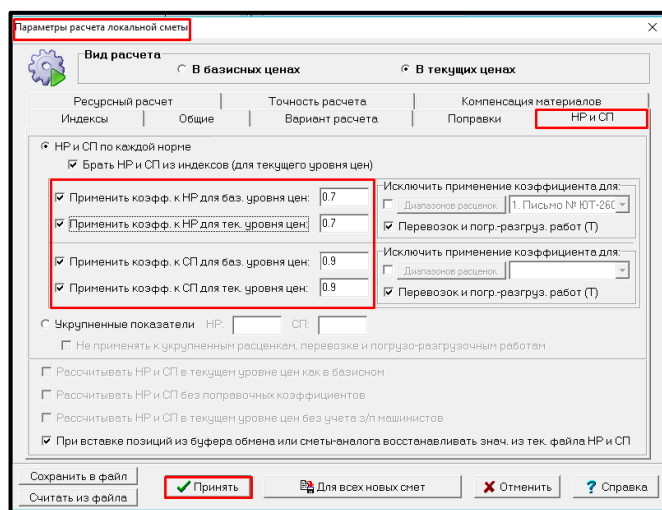 Параметры расчета локальной сметы
Вид расчета
В базисных ценах
В текущих ценах
Ресурсный расчет
Точность расчета
Компенсация материалов
Индексы
Общие
Вариант расчета
Поправки
НР и СП
НР и СП по каждой норме
Брать НР и СП из индексов (для текущего уровня цен)
Применить коэфф. к НР для баз. уровня цен: 0.7
Применить коэфф. к НР для тек. уровня цен: 0.7
Применить коэфф. к СП для баз. уровня цен: 0.9
Применить коэфф. к СП для тек. уровня цен: 0.9
Исключить применение коэффициента для:
Диапазонов расценок 1. Письмо № ЮТ-260
Перевозок и погр.-разгруз. работ (Т)
Исключить применение коэффициента для:
Диапазонов расценок
Перевозок и погр.-разгруз. работ (Т)
Укрупненные показатели НР: СП:
Не применять к укрупненным расценкам, перевозке и погрузо-разгрузочным работам
Рассчитывать НР и СП в текущем уровне цен как в базисном
Рассчитывать НР и СП без поправочных коэффициентов
Рассчитывать НР и СП в текущем уровне цен без учета з/п машинистов
При вставке позиций из буфера обмена или сметы-аналога восстанавливать знач. из тек. файла НР и СП
Сохранить в файл
Считать из файла
Принять
Для всех новых смет
Отменить
? Справка